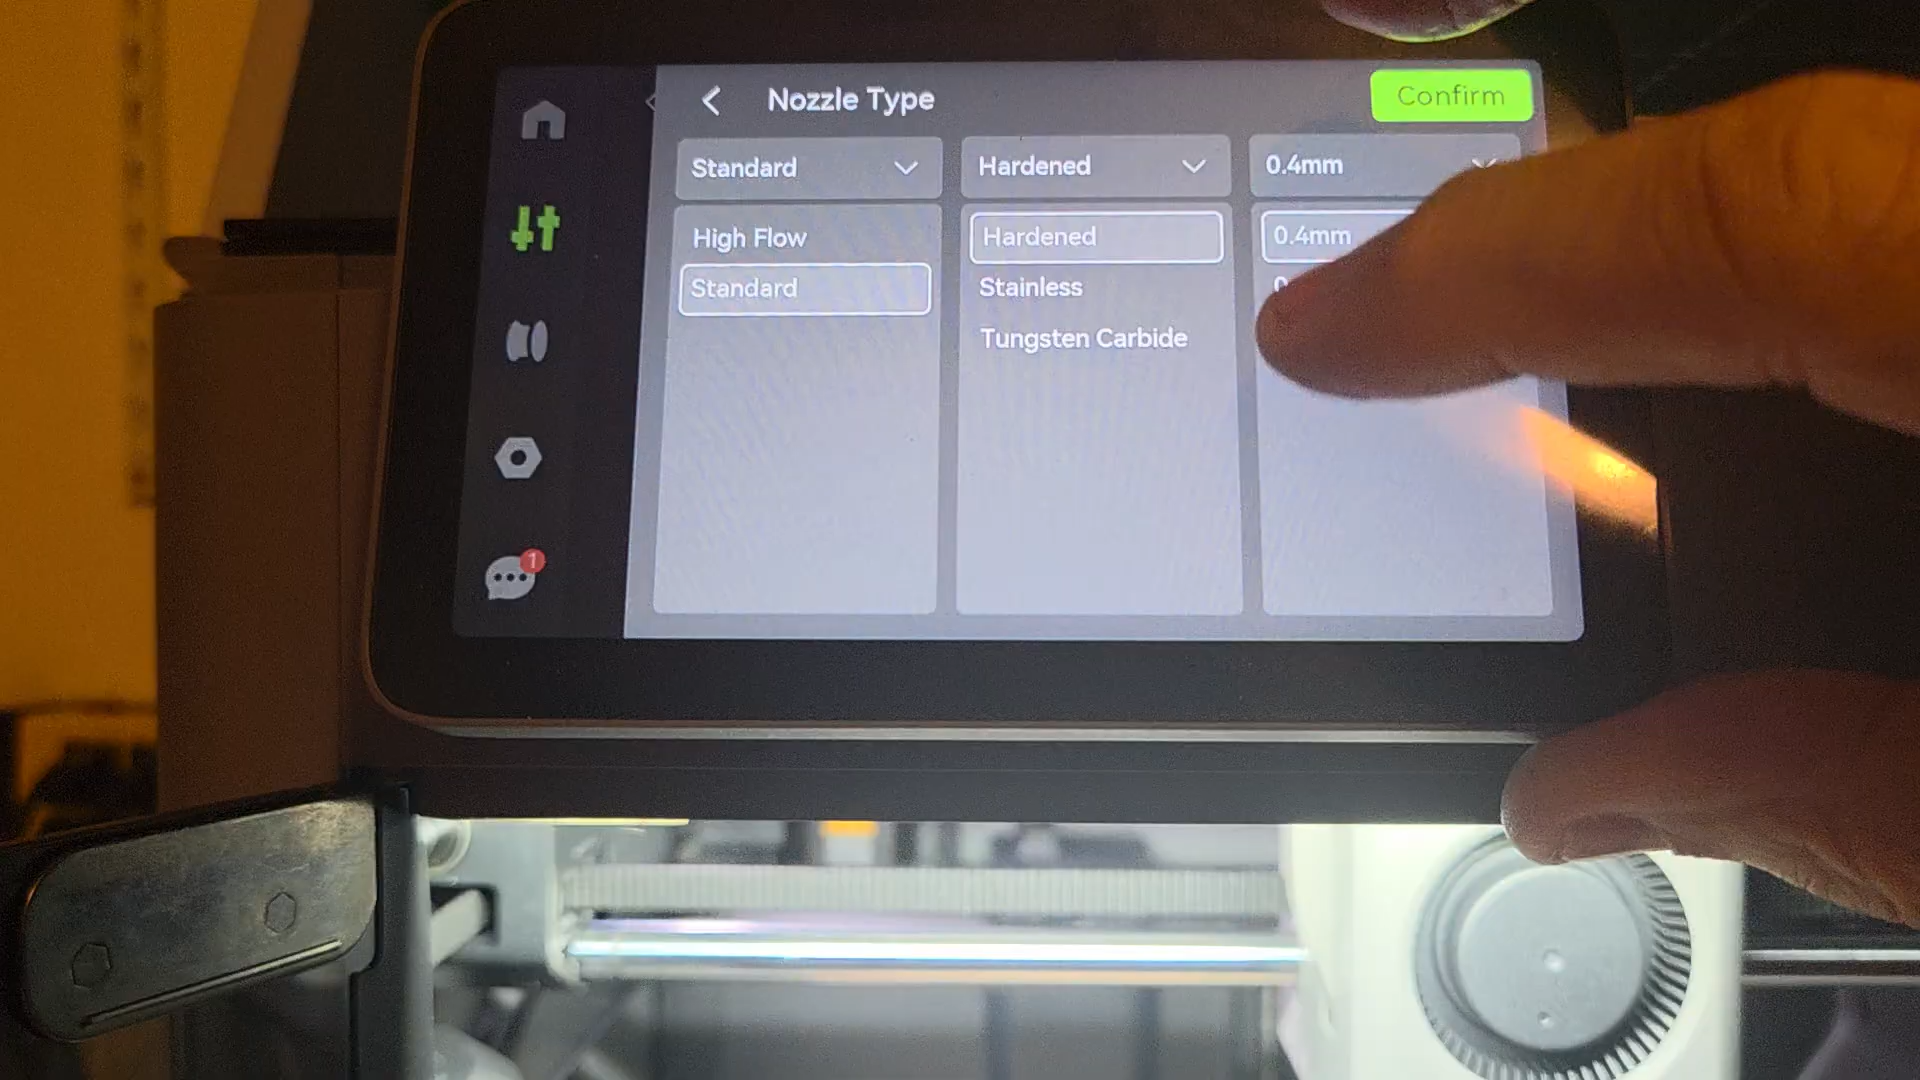 Nozzle Type
Confirm
Standard
Hardened
0.4mm
High Flow
Hardened
0.4mm
Standard
Stainless
Tungsten Carbide
1